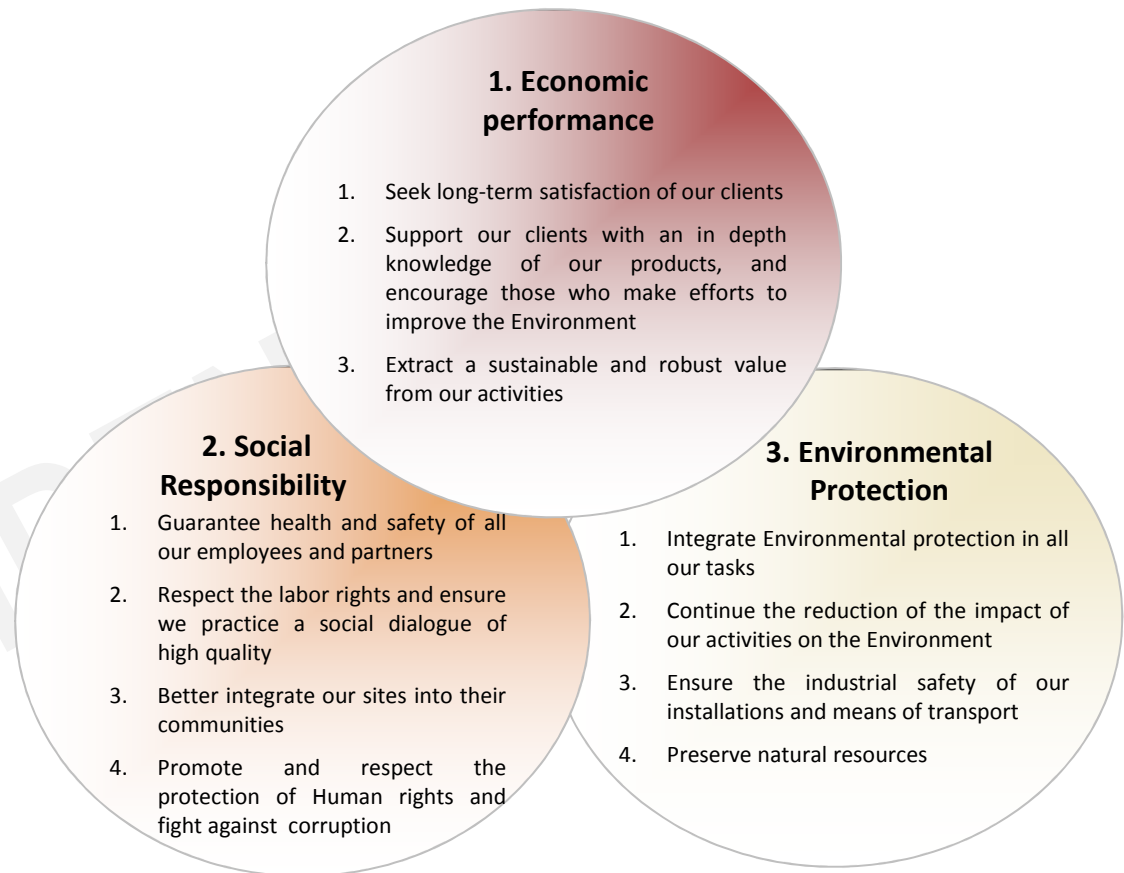 1. Economic
performance
1. Seek long-term satisfaction of our clients
2. Support our clients with an in depth
knowledge of our products, and
encourage those who make efforts to
improve the Environment
3. Extract a sustainable and robust value
from our activities
2. Social
Responsibility
1. Guarantee health and safety of all
our employees and partners
2. Respect the labor rights and ensure
we practice a social dialogue of
high quality
3. Better integrate our sites into their
communities
4. Promote and respect the
protection of Human rights and
fight against corruption
3. Environmental
Protection
1. Integrate Environmental protection in all
our tasks
2. Continue the reduction of the impact of
our activities on the Environment
3. Ensure the industrial safety of our
installations and means of transport
4. Preserve natural resources